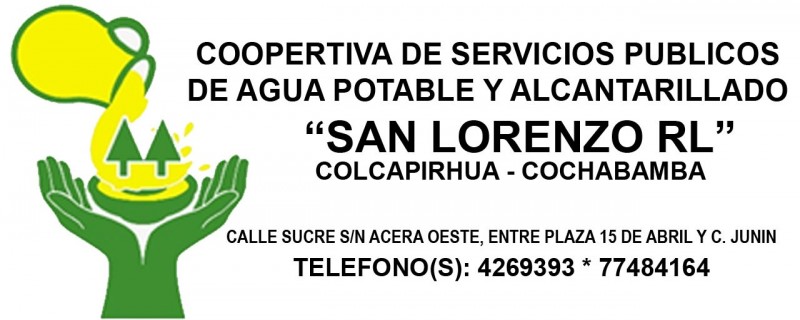 COOPERTIVA DE SERVICIOS PUBLICOS
DE AGUA POTABLE Y ALCANTARILLADO
“SAN LORENZO RL”
COLCAPIRHUA - COCHABAMBA
CALLE SUCRE S/N ACERA OESTE, ENTRE PLAZA 15 DE ABRIL Y C. JUNIN
TELEFONO(S): 4269393 * 77484164